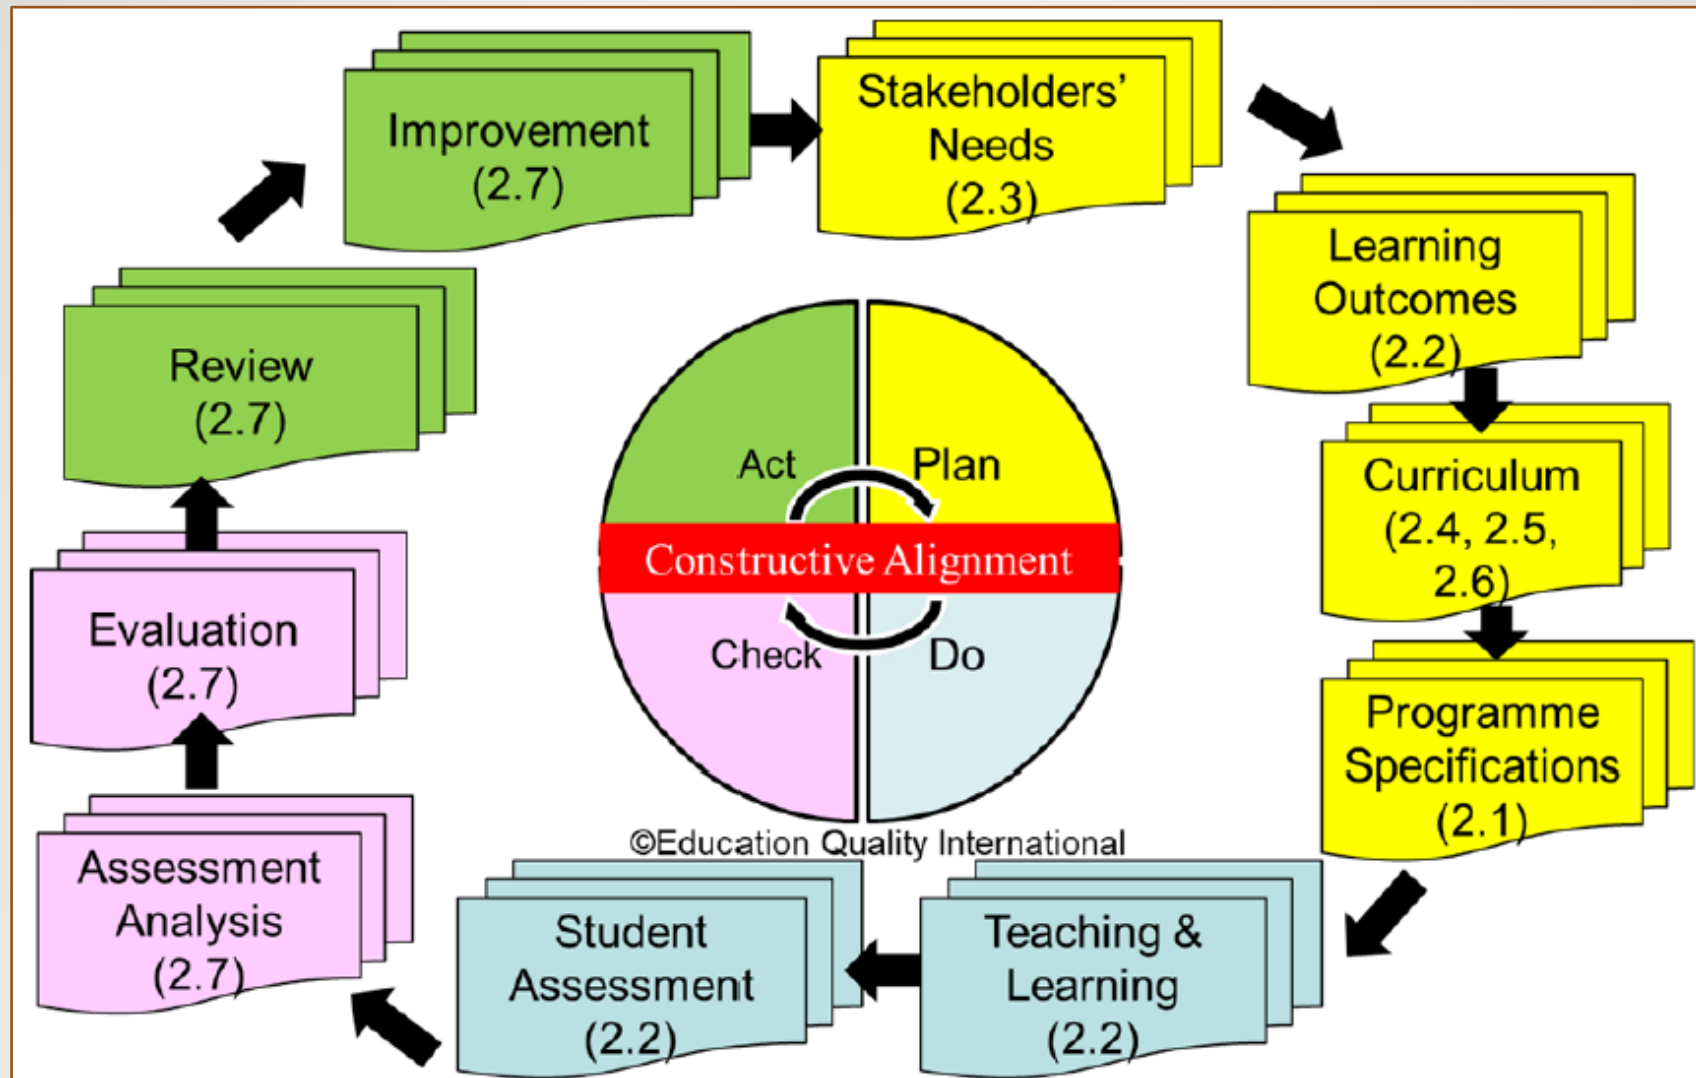 Improvement
(2.7)
Stakeholders’
Needs
(2.3)
Learning
Outcomes
(2.2)
Curriculum
(2.4, 2.5,
2.6)
Programme
Specifications
(2.1)
Teaching &
Learning
(2.2)
Student
Assessment
(2.2)
Assessment
Analysis
(2.7)
Evaluation
(2.7)
Review
(2.7)
Act
Plan
Constructive Alignment
Check
Do
©Education Quality International